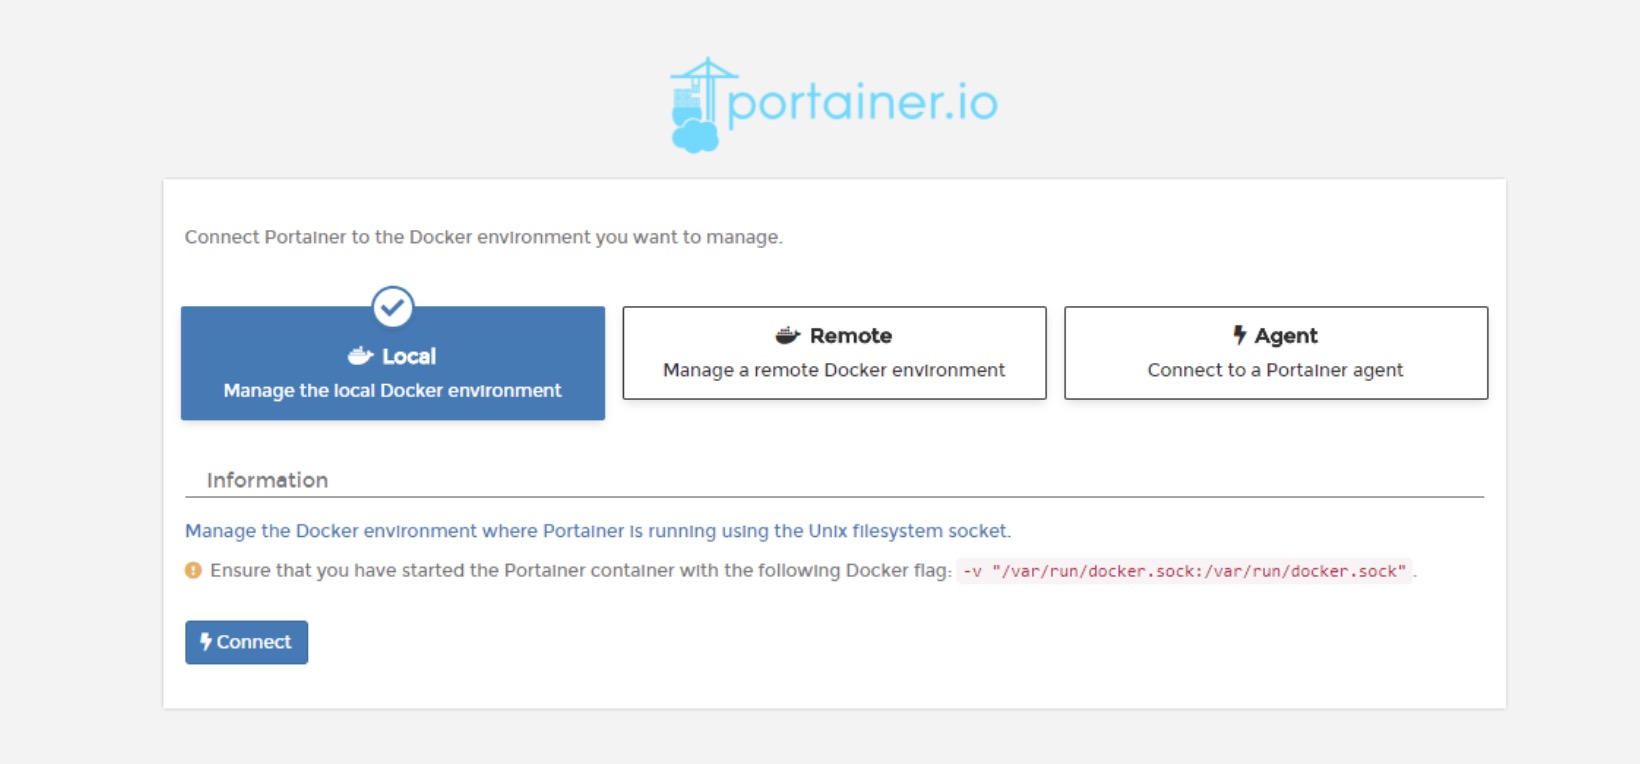 portainer.io
Connect Portainer to the Docker environment you want to manage.
Local
Manage the local Docker environment
Remote
Manage a remote Docker environment
Agent
Connect to a Portainer agent
Information
Manage the Docker environment where Portainer is running using the Unix filesystem socket.
Ensure that you have started the Portainer container with the following Docker flag: -v "/var/run/docker.sock:/var/run/docker.sock".
Connect